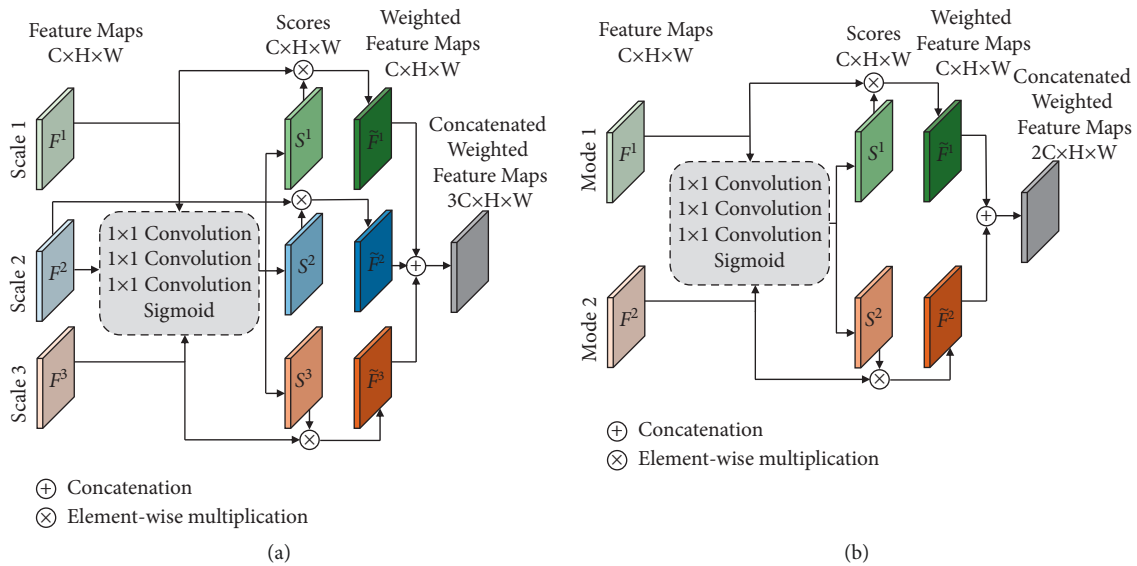 Feature Maps
C×H×W
Scores
C×H×W
Weighted
Feature Maps
C×H×W
Concatenated
Weighted
Feature Maps
3C×H×W
Scale 1
F¹
S¹
F̃¹
Scale 2
F²
1×1 Convolution
1×1 Convolution
1×1 Convolution
Sigmoid
S²
F̃²
Scale 3
F³
S³
F̃³
Concatenation
Element-wise multiplication
(a)
Feature Maps
C×H×W
Scores
C×H×W
Weighted
Feature Maps
C×H×W
Concatenated
Weighted
Feature Maps
2C×H×W
Mode 1
F¹
S¹
F̃¹
1×1 Convolution
1×1 Convolution
1×1 Convolution
Sigmoid
Mode 2
F²
S²
F̃²
Concatenation
Element-wise multiplication
(b)